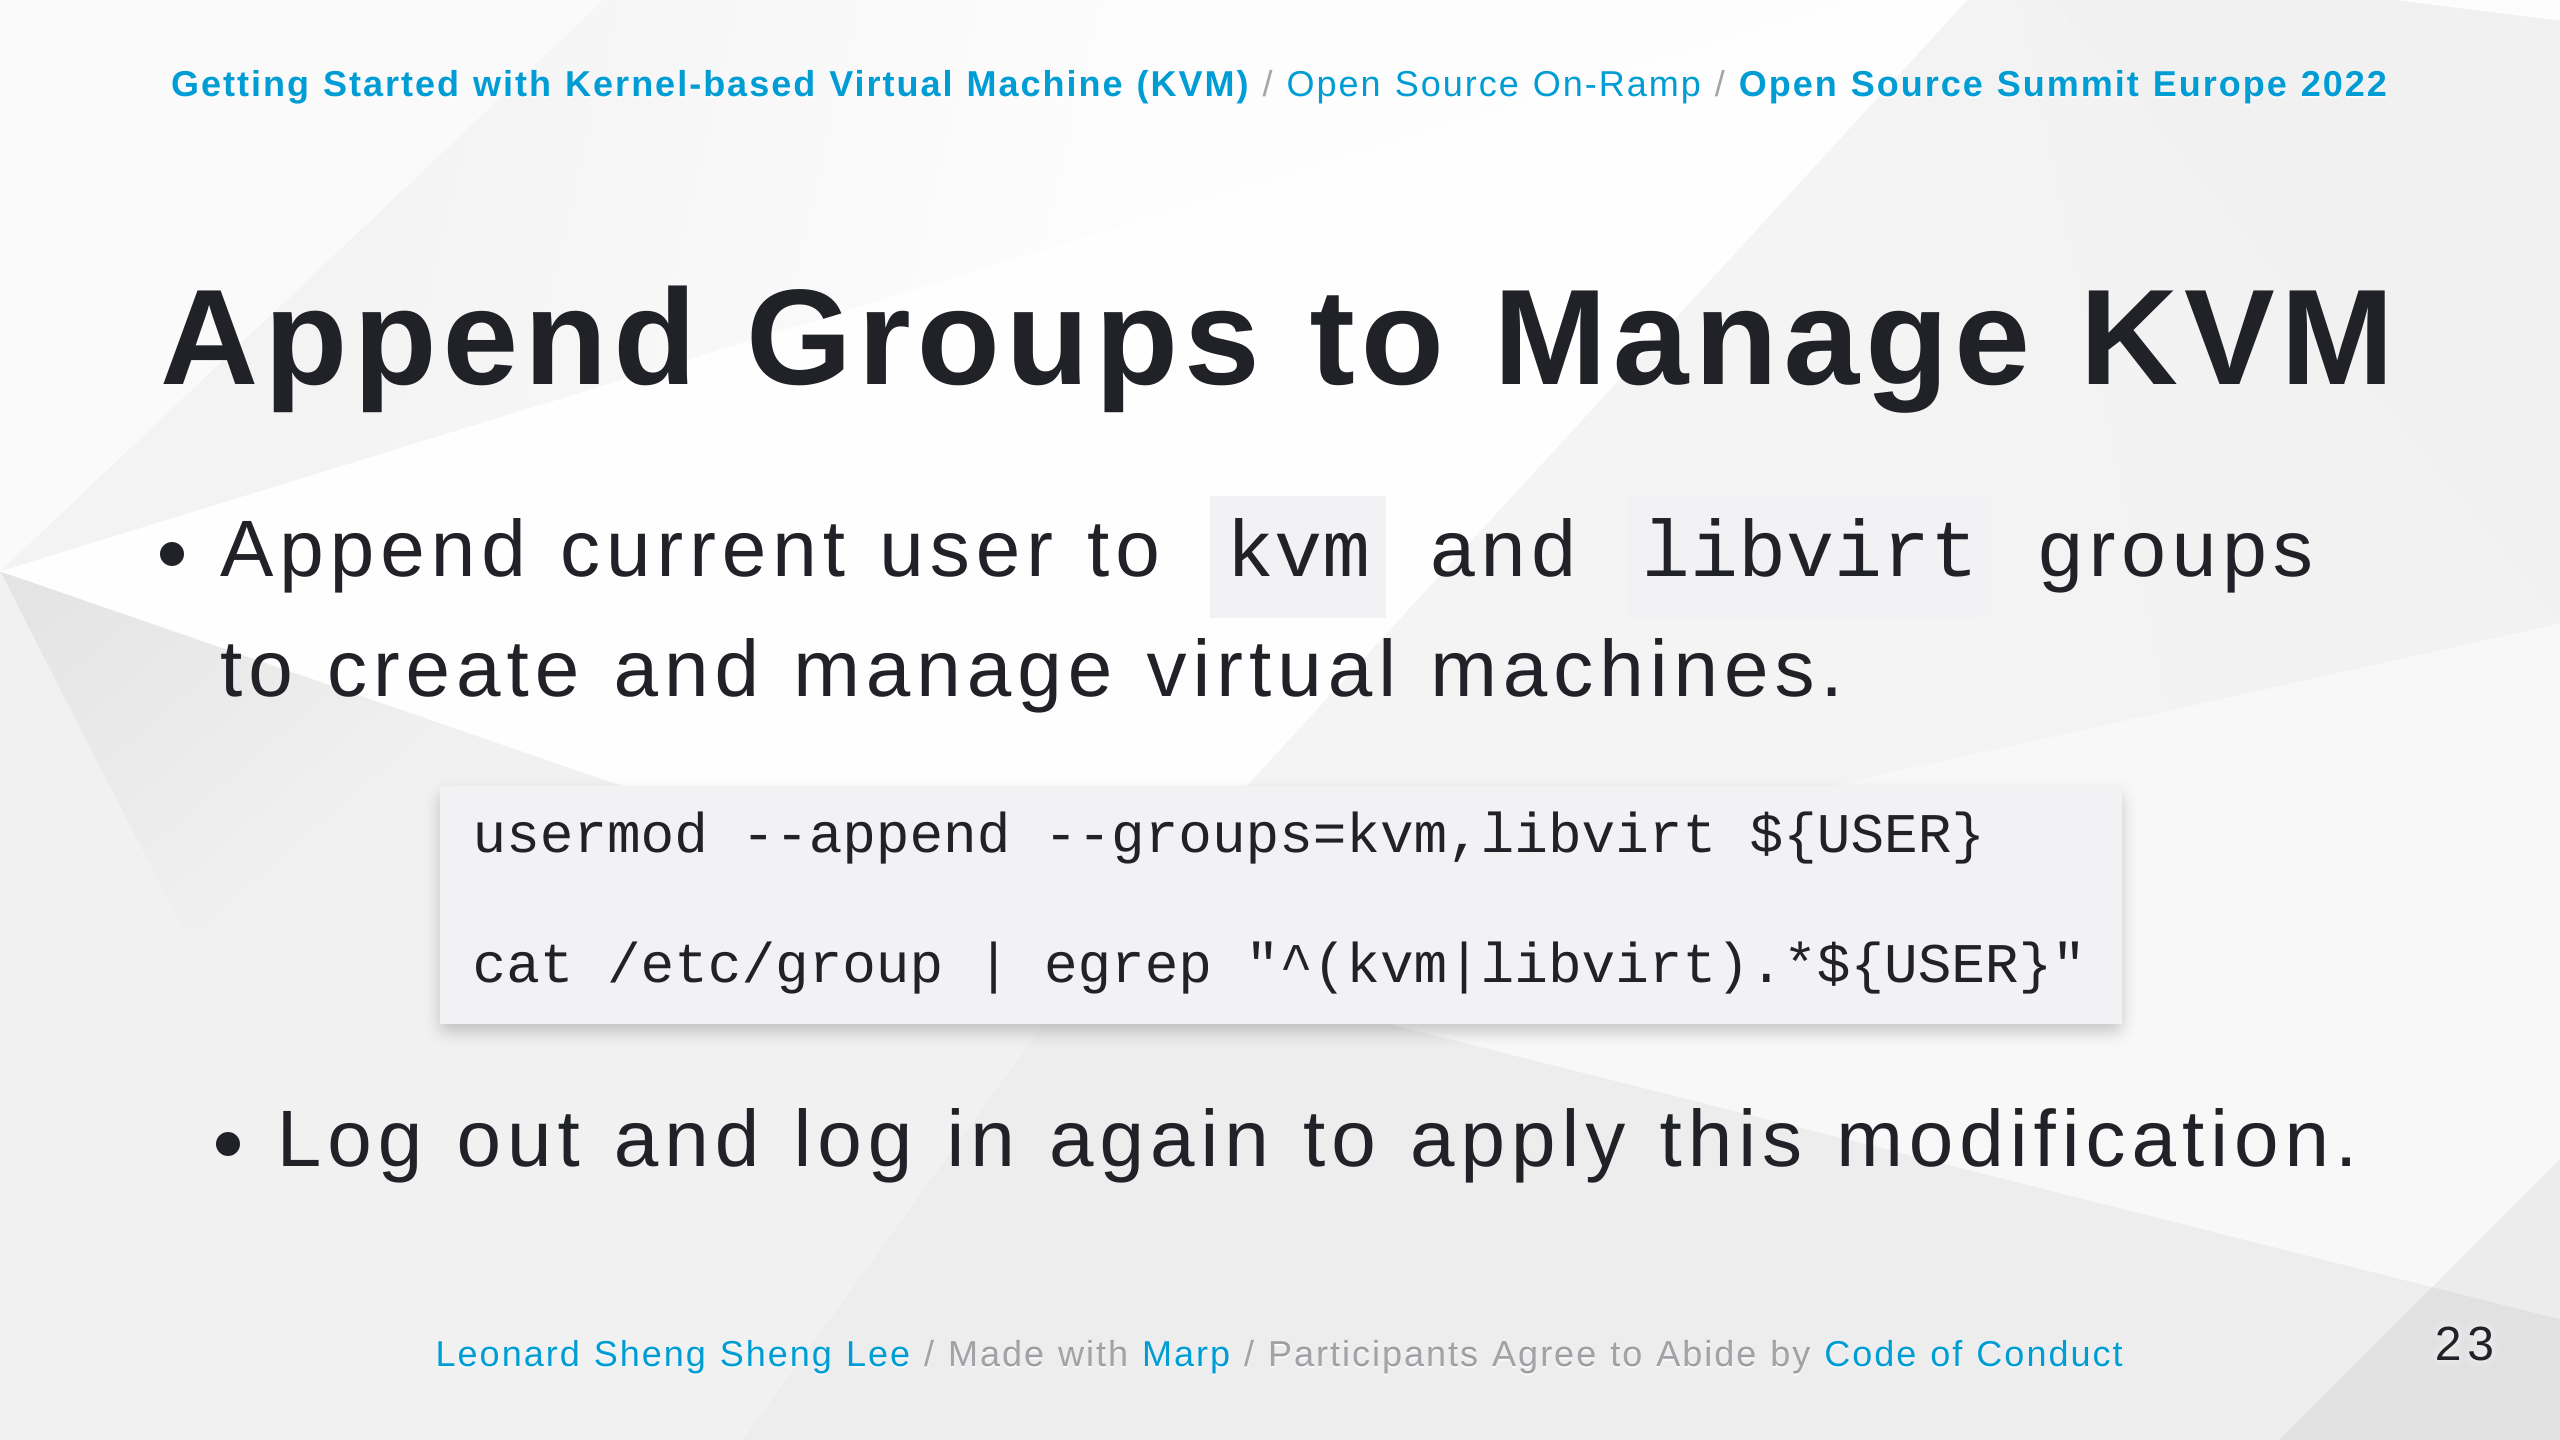 Getting Started with Kernel-based Virtual Machine (KVM) / Open Source On-Ramp / Open Source Summit Europe 2022
Append Groups to Manage KVM
• Append current user to kvm and libvirt groups
to create and manage virtual machines.
usermod --append --groups=kvm,libvirt ${USER}
cat /etc/group | egrep "^(kvm|libvirt).*${USER}"
• Log out and log in again to apply this modification.
Leonard Sheng Sheng Lee / Made with Marp / Participants Agree to Abide by Code of Conduct
23